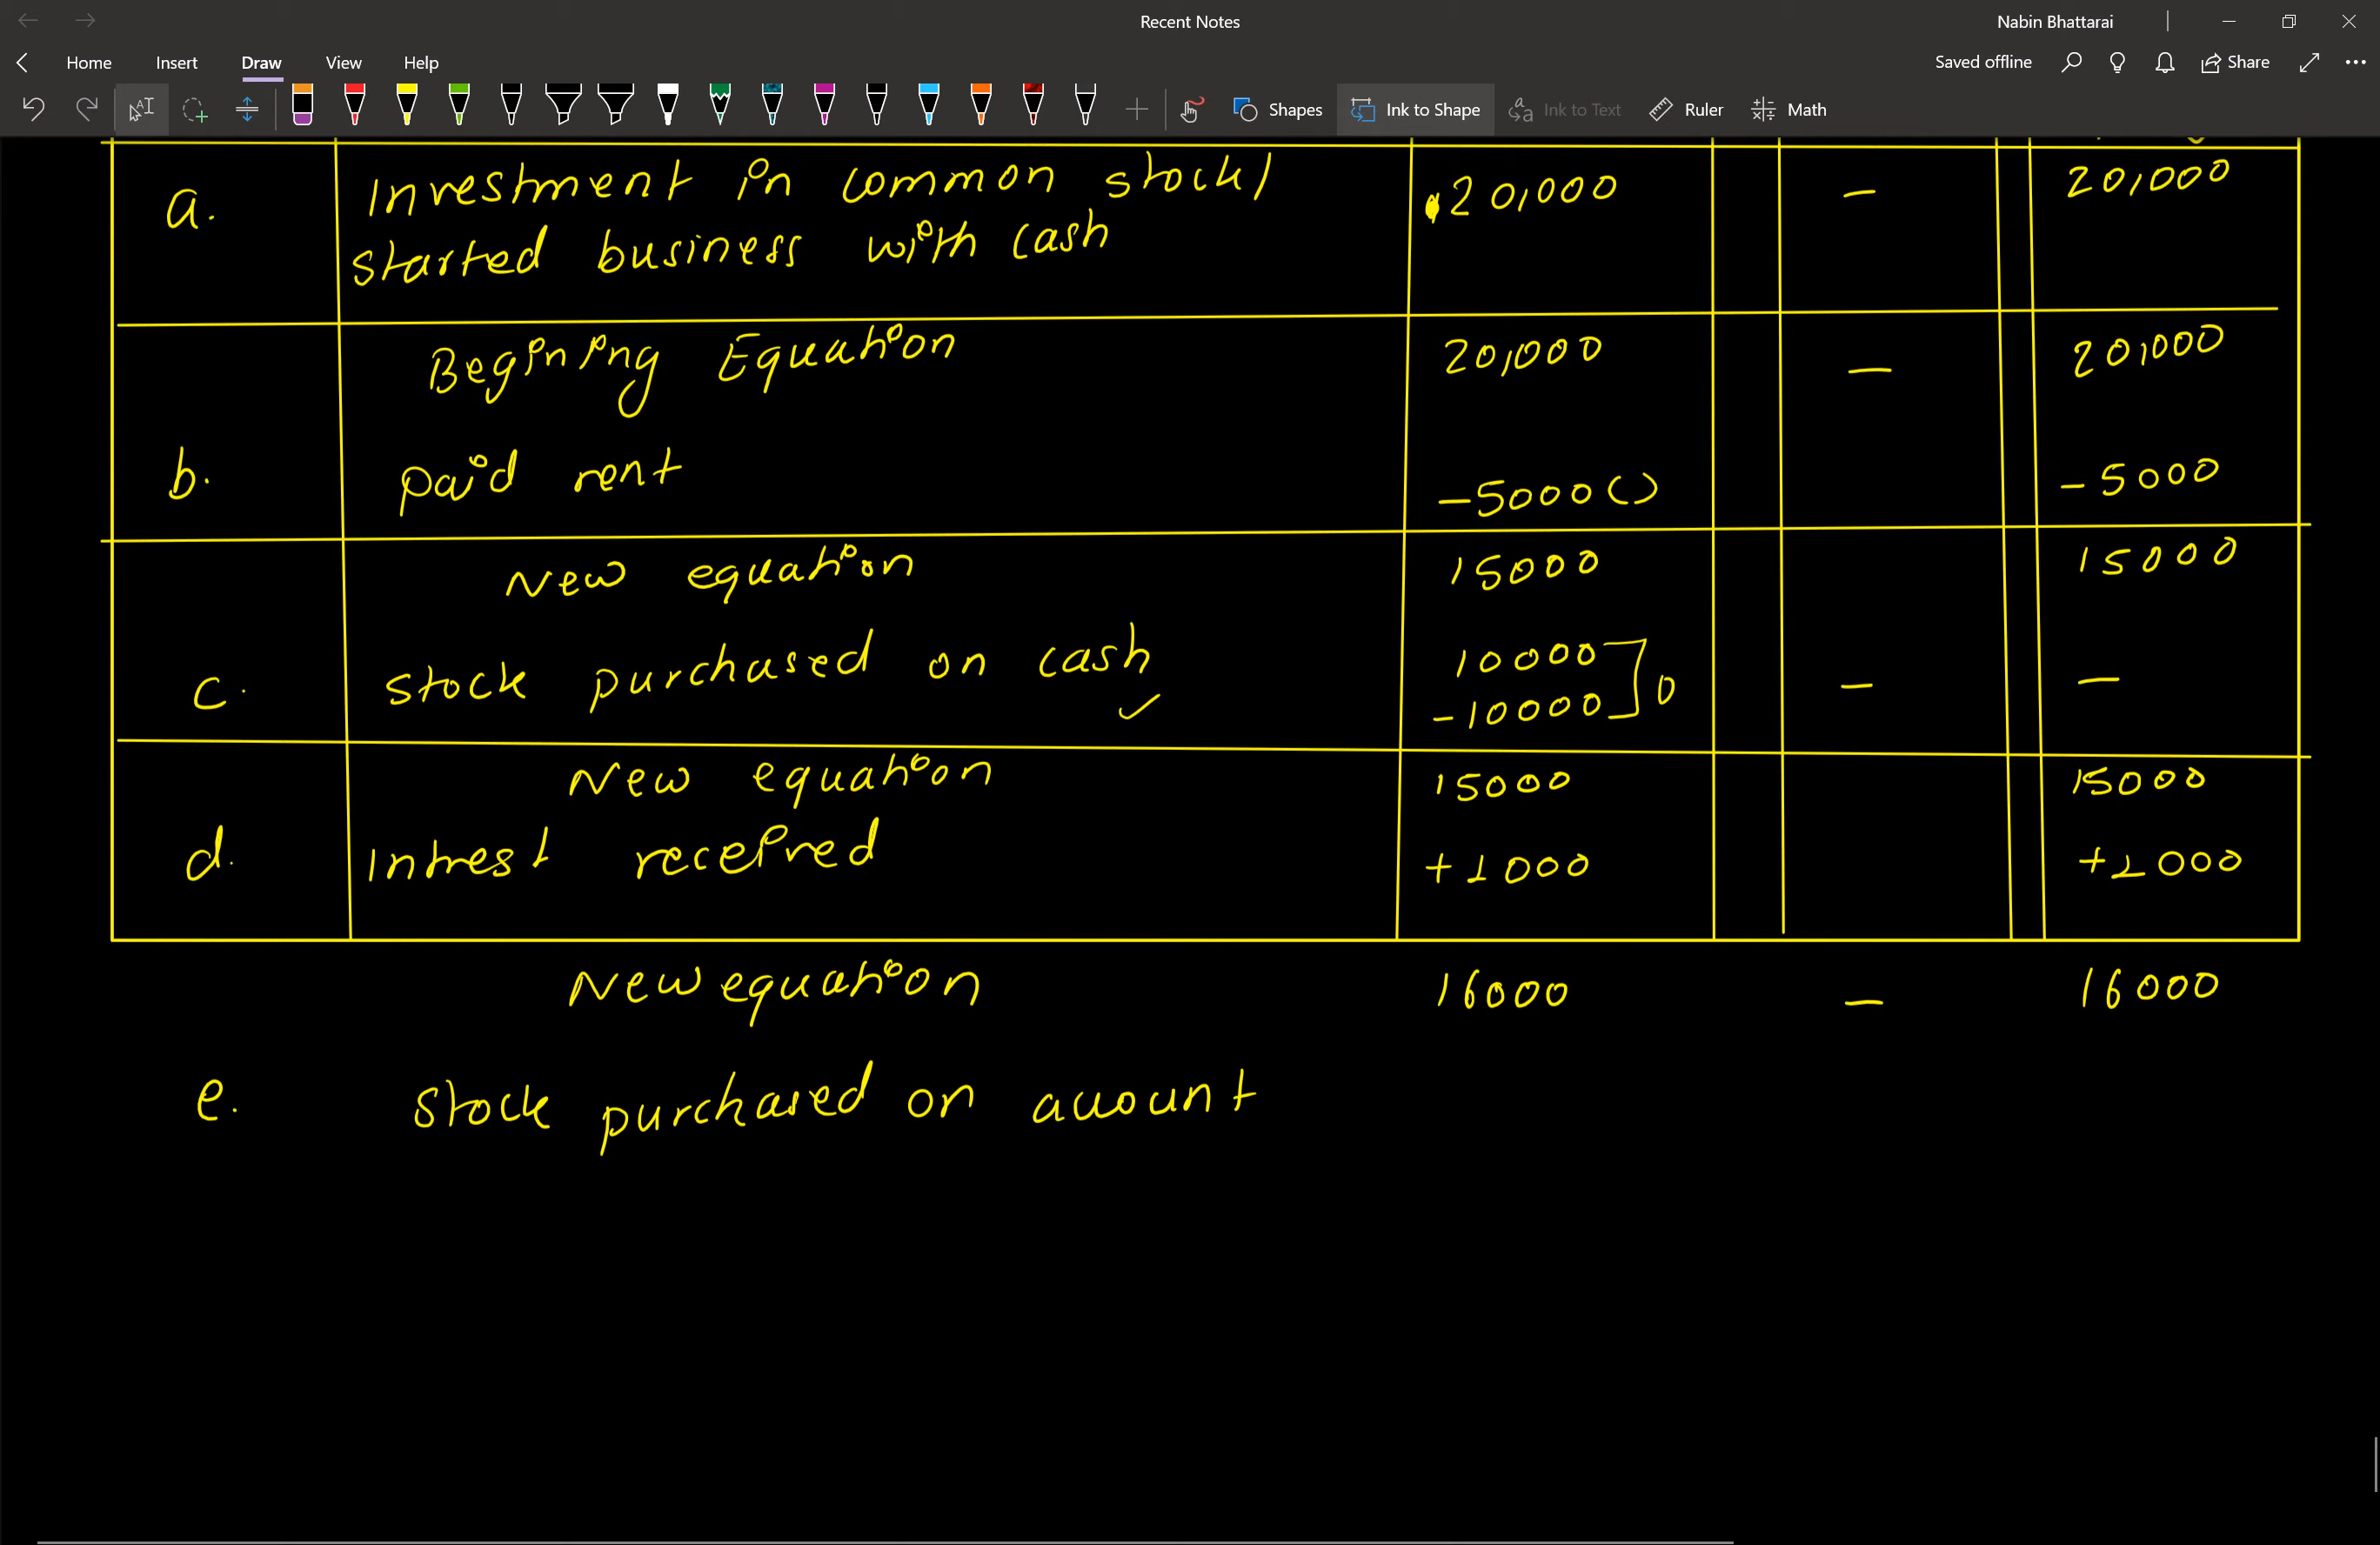 Recent Notes
Nabin Bhattarai
Home Insert Draw View Help
Saved offline
Share
Shapes Ink to Shape Ink to Text Ruler Math
a. Investment in common stock/ 20,000 – 20,000
started business with cash
Begining Equation 20,000 – 20,000
b. paid rent –5000 () –5000
New equation 15000 15000
c. stock purchased on cash 10000 – –
–10000 0
New equation 15000 15000
d. Intrest received +1000 +1000
New equation 16000 – 16000
e. stock purchased on account